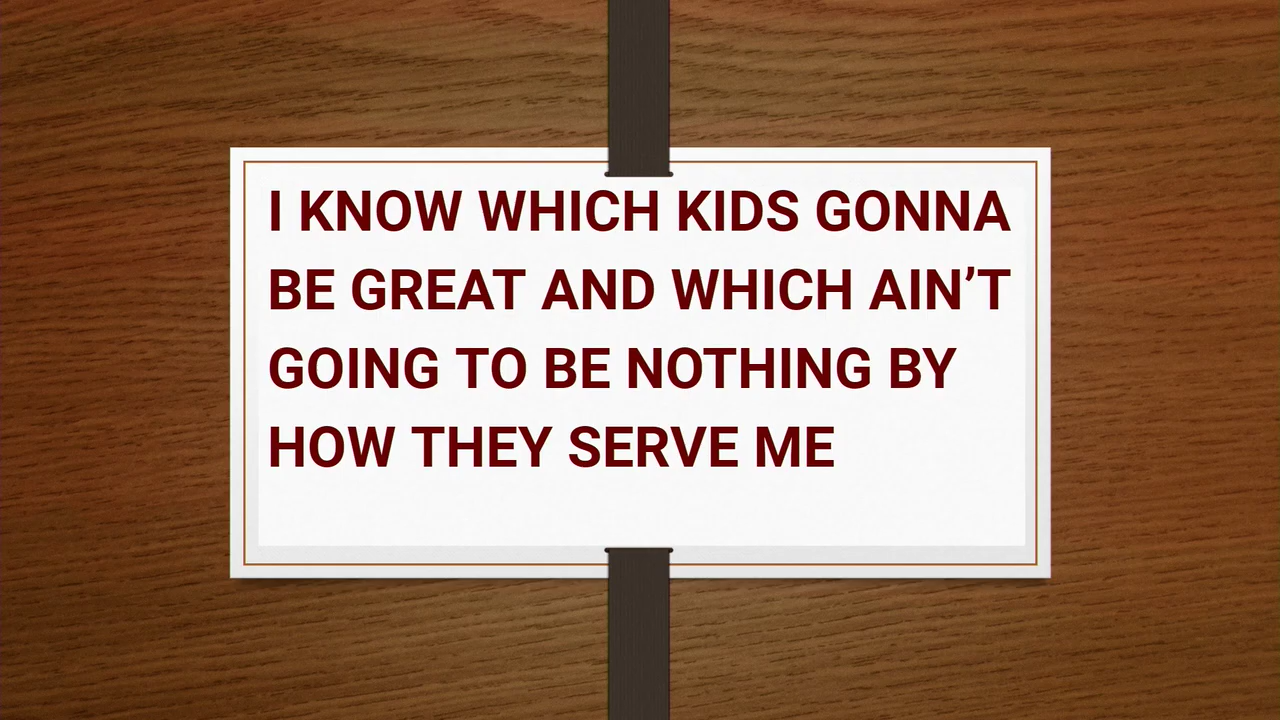 I KNOW WHICH KIDS GONNA
BE GREAT AND WHICH AIN’T
GOING TO BE NOTHING BY
HOW THEY SERVE ME